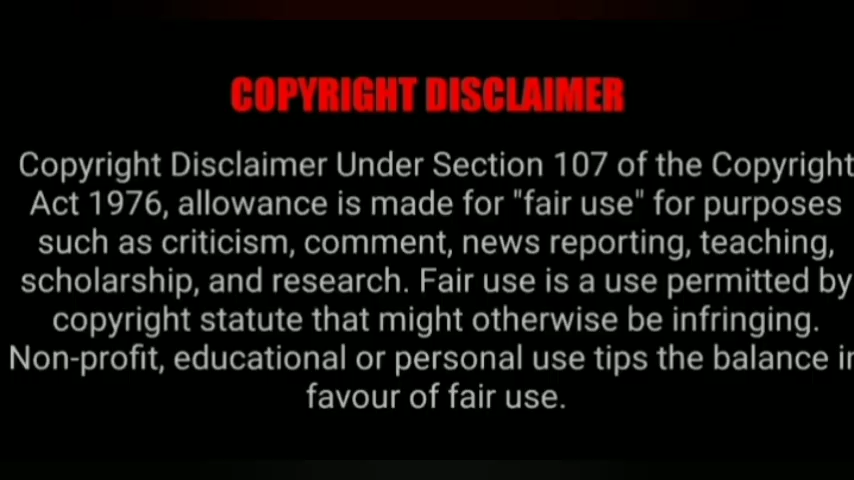 COPYRIGHT DISCLAIMER
Copyright Disclaimer Under Section 107 of the Copyright
Act 1976, allowance is made for "fair use" for purposes
such as criticism, comment, news reporting, teaching,
scholarship, and research. Fair use is a use permitted by
copyright statute that might otherwise be infringing.
Non-profit, educational or personal use tips the balance in
favour of fair use.